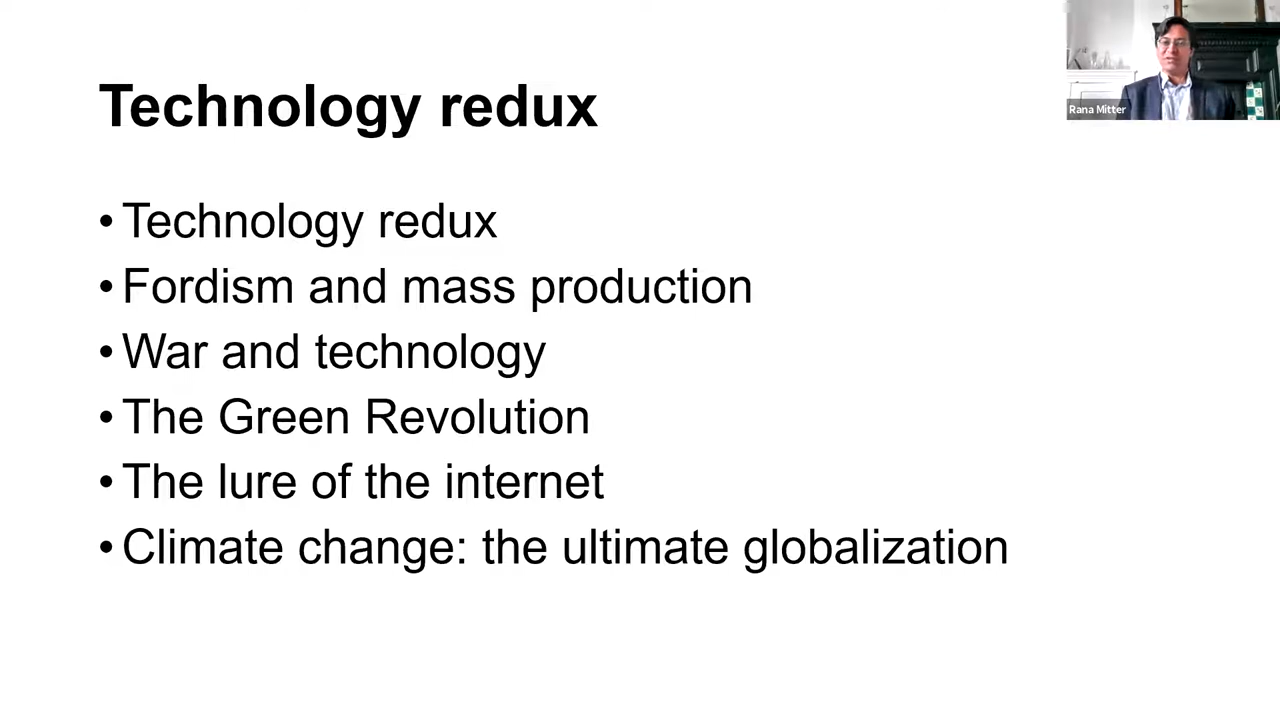 Technology redux
Rana Mitter
• Technology redux
• Fordism and mass production
• War and technology
• The Green Revolution
• The lure of the internet
• Climate change: the ultimate globalization